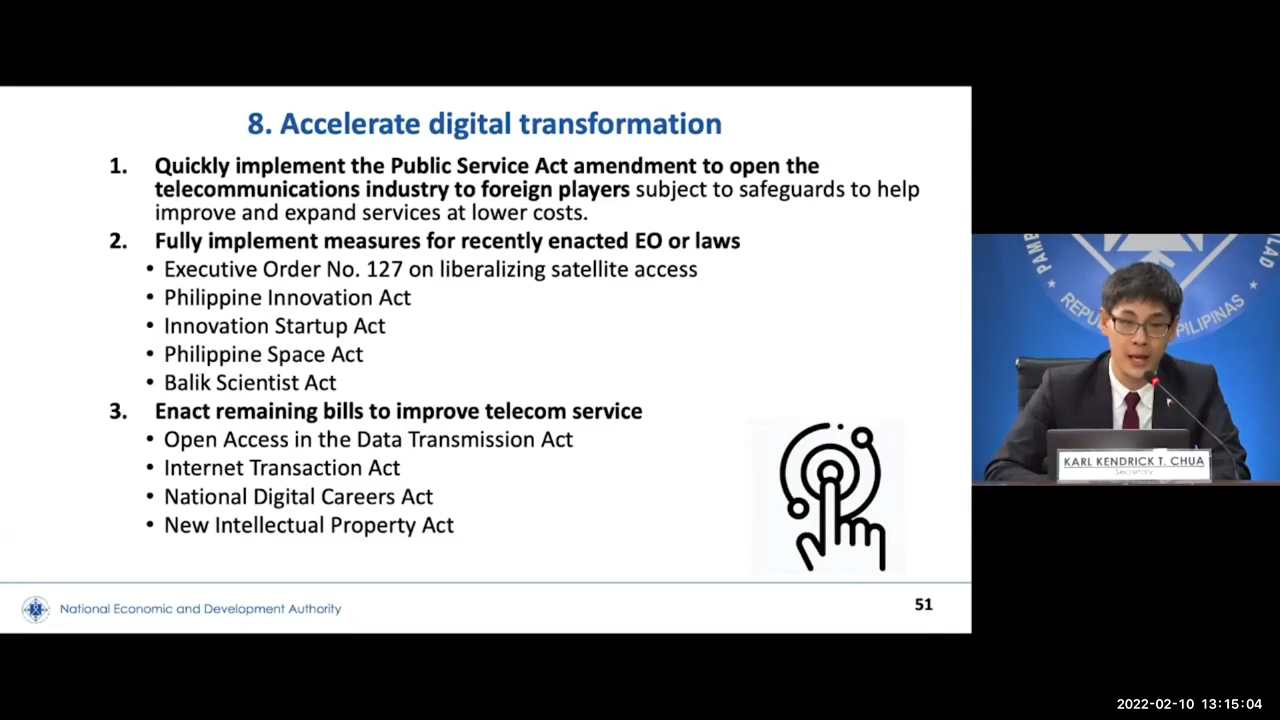 8. Accelerate digital transformation
1. Quickly implement the Public Service Act amendment to open the
telecommunications industry to foreign players subject to safeguards to help
improve and expand services at lower costs.
2. Fully implement measures for recently enacted EO or laws
• Executive Order No. 127 on liberalizing satellite access
• Philippine Innovation Act
• Innovation Startup Act
• Philippine Space Act
• Balik Scientist Act
3. Enact remaining bills to improve telecom service
• Open Access in the Data Transmission Act
• Internet Transaction Act
• National Digital Careers Act
• New Intellectual Property Act
National Economic and Development Authority
51
KARL KENDRICK T. CHUA
Secretary
PILIPINAS
2022-02-10 13:15:04